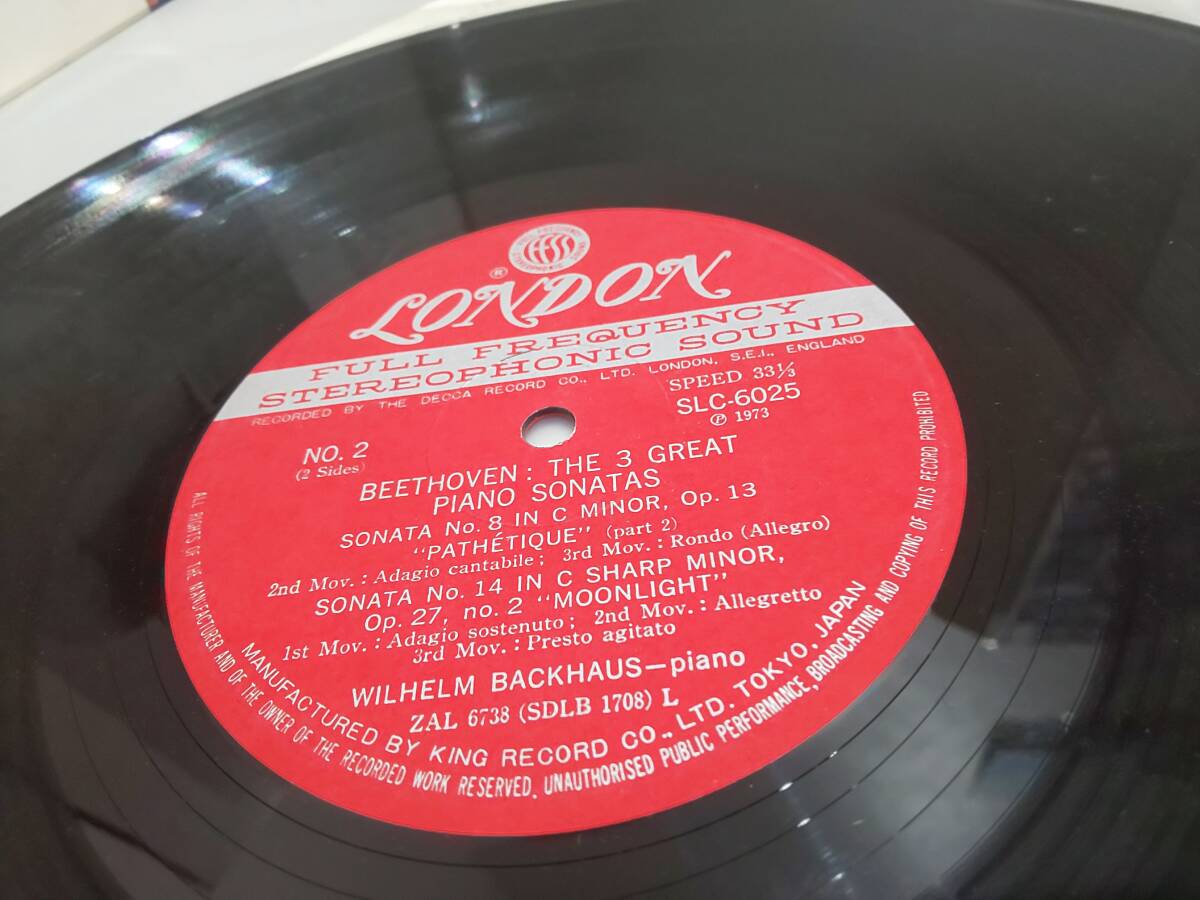 FULL FREQUENCY
STEREOPHONIC SOUND
FFSS
®
LONDON
FULL FREQUENCY
STEREOPHONIC SOUND
RECORDED BY THE DECCA RECORD CO., LTD. LONDON, S.E.I., ENGLAND
SPEED 33⅓
SLC-6025
℗ 1973
NO. 2
(2 Sides)
BEETHOVEN: THE 3 GREAT
PIANO SONATAS
SONATA No. 8 IN C MINOR, Op. 13
"PATHÉTIQUE" (part 2)
2nd Mov.: Adagio cantabile; 3rd Mov.: Rondo (Allegro)
SONATA No. 14 IN C SHARP MINOR,
Op. 27, no. 2 "MOONLIGHT"
1st Mov.: Adagio sostenuto; 2nd Mov.: Allegretto
3rd Mov.: Presto agitato
WILHELM BACKHAUS—piano
ZAL 6738 (SDLB 1708) L
MANUFACTURED BY KING RECORD CO., LTD. TOKYO, JAPAN
ALL RIGHTS OF THE MANUFACTURER AND OF THE OWNER OF THE RECORDED WORK RESERVED. UNAUTHORISED PUBLIC PERFORMANCE, BROADCASTING AND COPYING OF THIS RECORD PROHIBITED